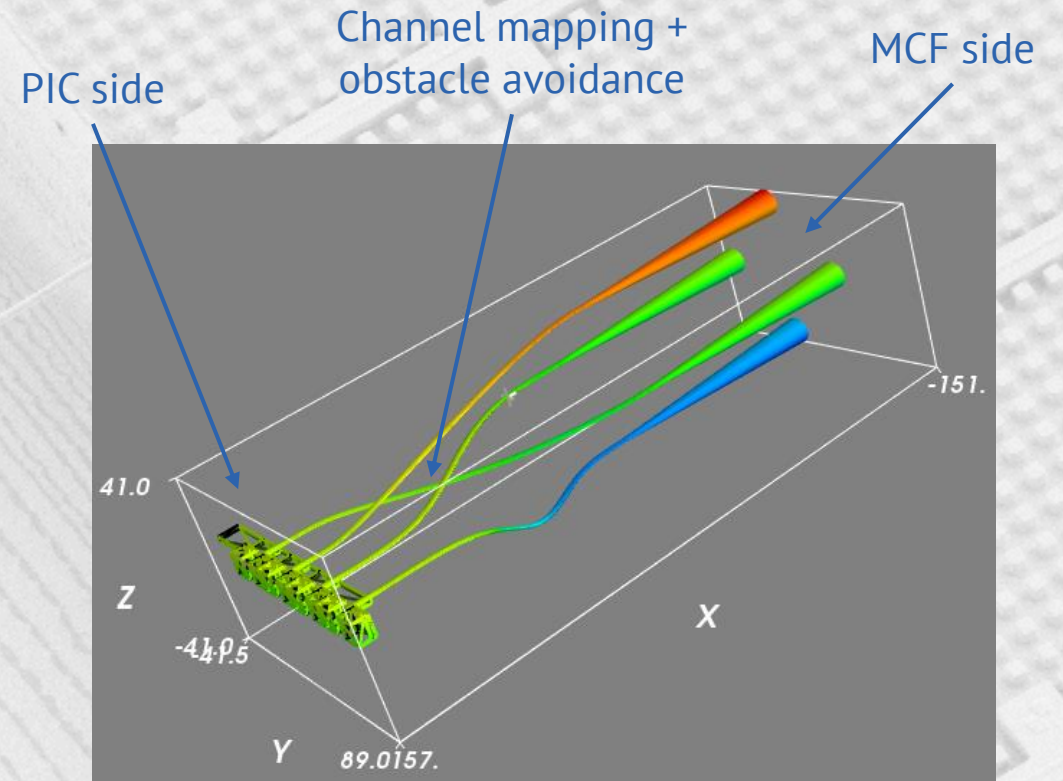 PIC side
Channel mapping +
obstacle avoidance
MCF side
-151.
41.0
Z
X
-41.5
Y
89.0157.